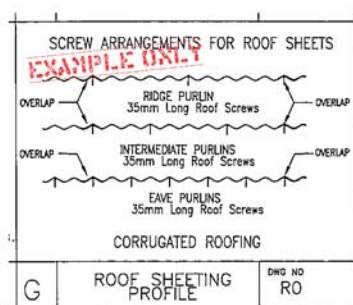 SCREW ARRANGEMENTS FOR ROOF SHEETS
EXAMPLE ONLY
OVERLAP
RIDGE PURLIN
35mm Long Roof Screws
OVERLAP
OVERLAP
INTERMEDIATE PURLINS
35mm Long Roof Screws
OVERLAP
EAVE PURLINS
35mm Long Roof Screws
CORRUGATED ROOFING
G
ROOF SHEETING
PROFILE
DWG NO
RO